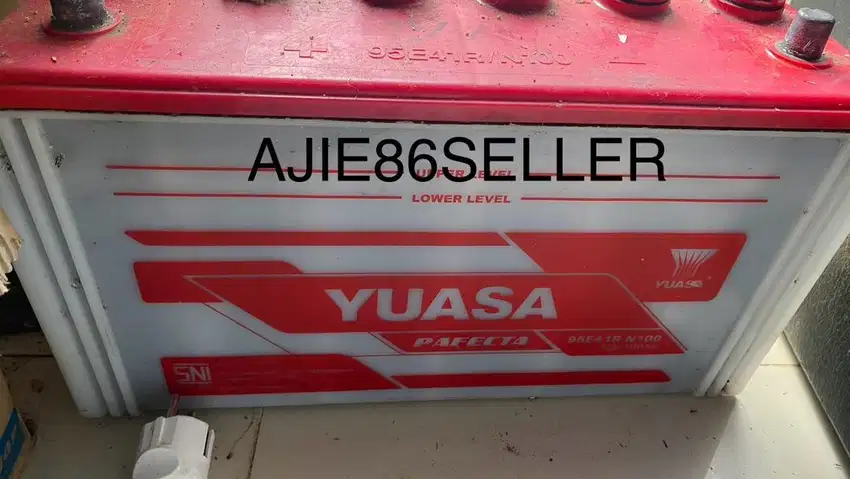 95E41R/N100
AJIE86SELLER
UPPER LEVEL
LOWER LEVEL
YUASA
YUASA
PAFECTA
95E41R-N100
SNI